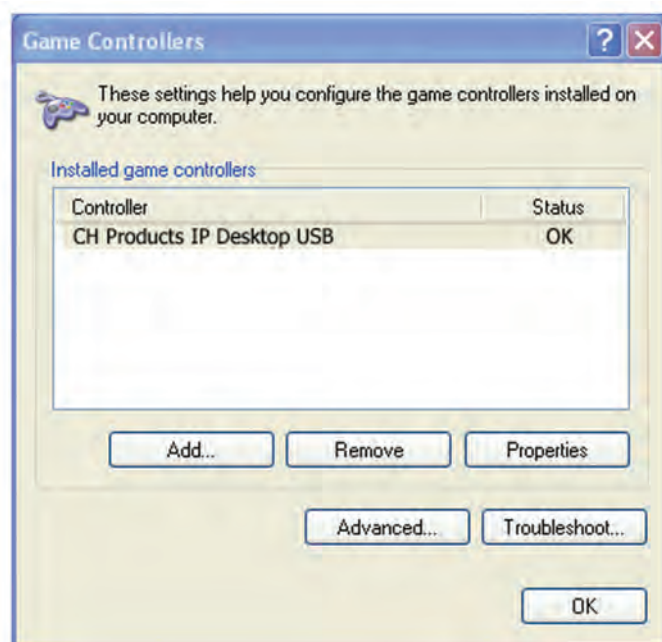 Game Controllers
These settings help you configure the game controllers installed on
your computer.
Installed game controllers
Controller Status
CH Products IP Desktop USB OK
Add... Remove Properties
Advanced... Troubleshoot...
OK